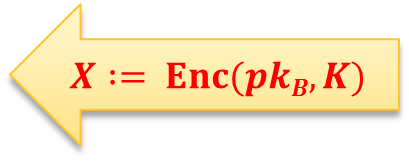 X := Enc(pk_B, K)